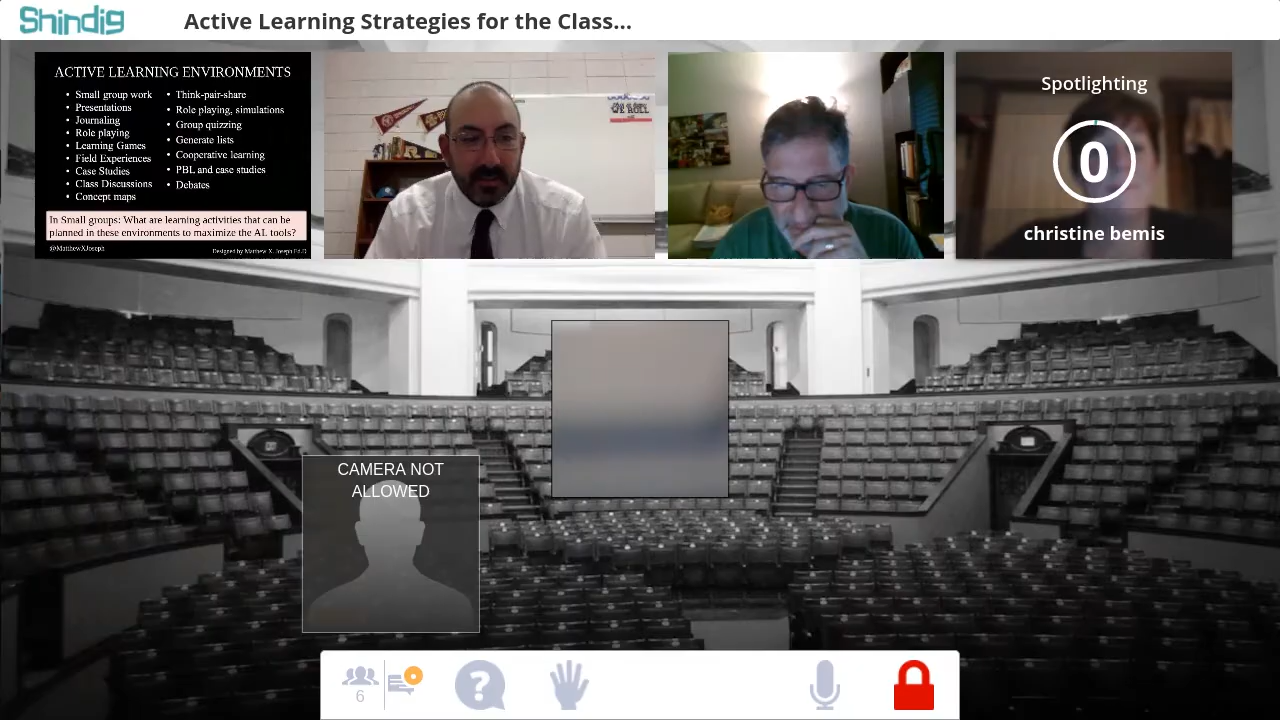 Shindig
Active Learning Strategies for the Class...
ACTIVE LEARNING ENVIRONMENTS
• Small group work
• Presentations
• Journaling
• Role playing
• Learning Games
• Field Experiences
• Case Studies
• Class Discussions
• Concept maps
• Think-pair-share
• Role playing, simulations
• Group quizzing
• Generate lists
• Cooperative learning
• PBL and case studies
• Debates
In Small groups: What are learning activities that can be
planned in these environments to maximize the AL tools?
@MatthewXJoseph
Designed by Matthew X. Joseph Ed.D
Spotlighting
0
christine bemis
CAMERA NOT
ALLOWED
6
?